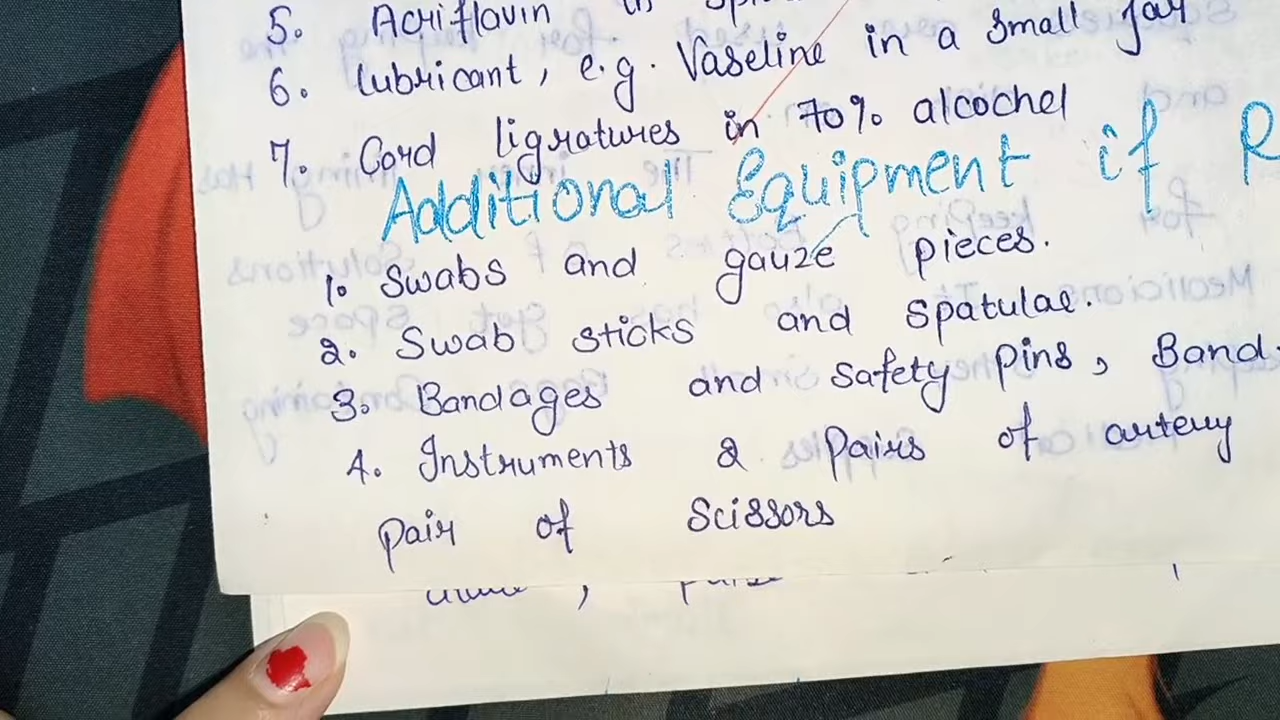 5. Acriflavin in
6. lubricant, e.g. Vaseline in a small jar
7. Cord ligratures in 70% alcochel
Additional Equipment if R
1. Swabs and gauze pieces.
2. Swab sticks and spatulae.
3. Bandages and safety pins, Band-
4. Instruments 2 pairs of artery
pair of Scissors